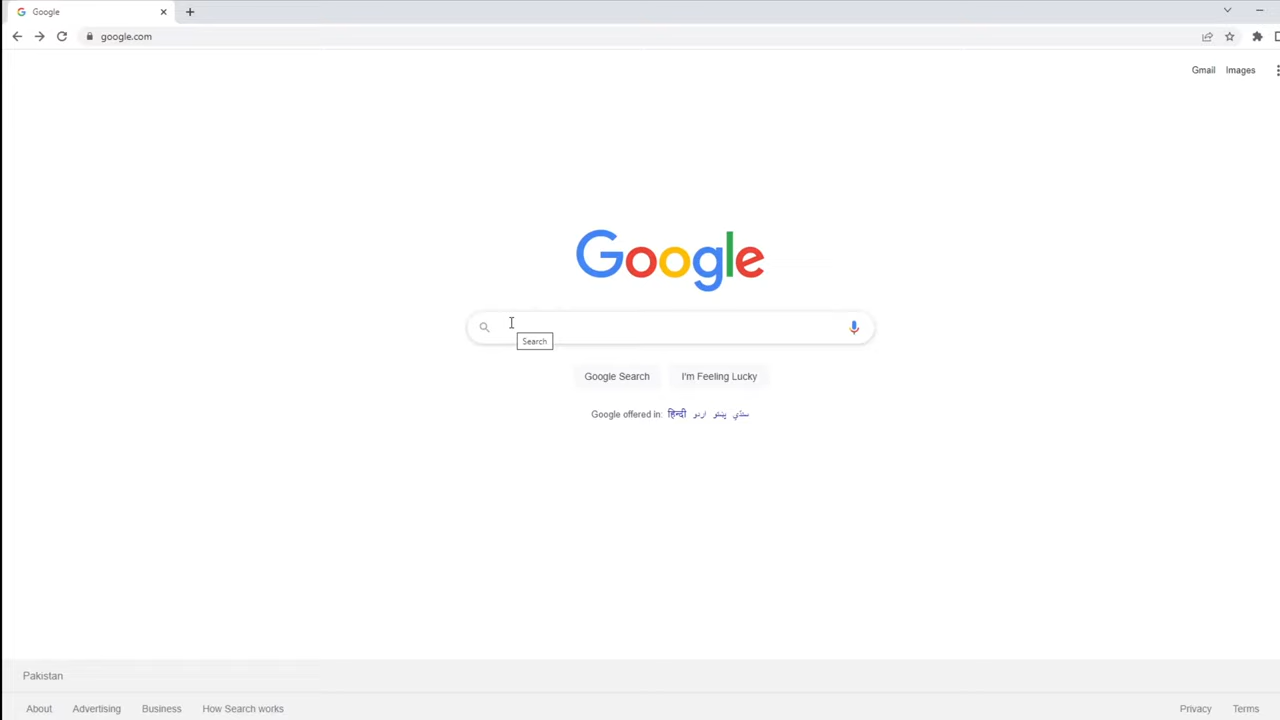 Google
google.com
Gmail Images
Google
Search
Google Search I'm Feeling Lucky
Google offered in: हिन्दी اردو پښتو سنڌي
Pakistan
About Advertising Business How Search works Privacy Terms